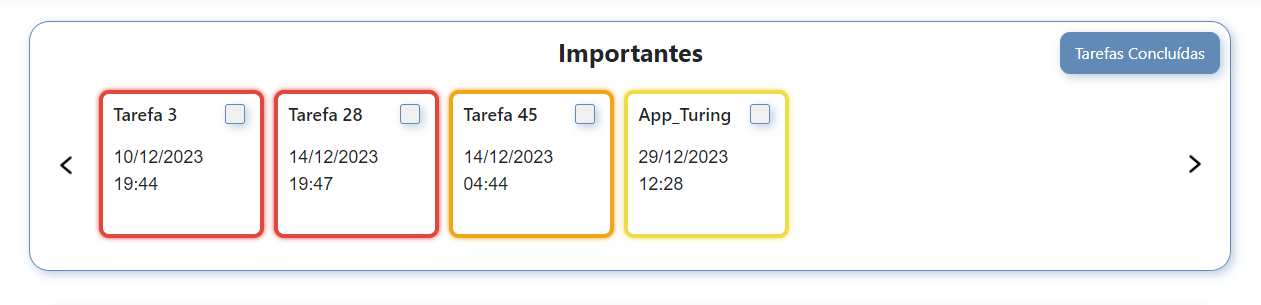 Importantes
Tarefas Concluídas
Tarefa 3
10/12/2023
19:44
Tarefa 28
14/12/2023
19:47
Tarefa 45
14/12/2023
04:44
App_Turing
29/12/2023
12:28